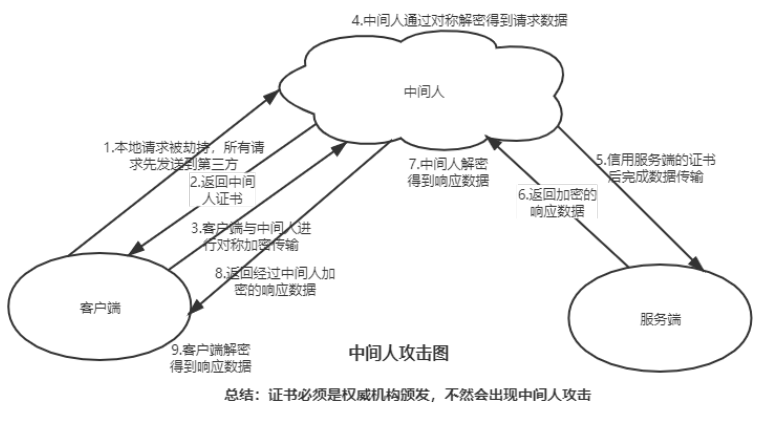 4.中间人通过对称解密得到请求数据
中间人
1.本地请求被劫持，所有请
求先发送到第三方
2.返回中间
人证书
3.客户端与中间人进
行对称加密传输
7.中间人解密
得到响应数据
5.信用服务端的证书
后完成数据传输
6.返回加密的
响应数据
8.返回经过中间人加
密的响应数据
客户端
服务端
9.客户端解密
得到响应数据
中间人攻击图
总结：证书必须是权威机构颁发，不然会出现中间人攻击